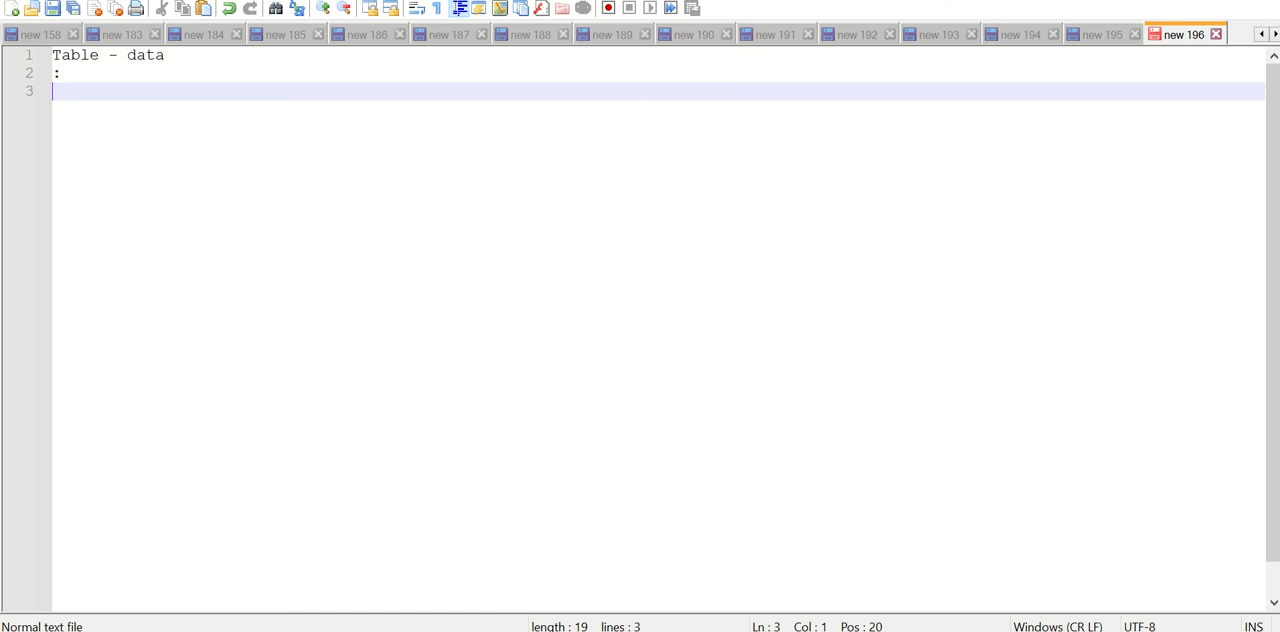 new 158 new 183 new 184 new 185 new 186 new 187 new 188 new 189 new 190 new 191 new 192 new 193 new 194 new 195 new 196
1 Table - data
2 :
3
Normal text file length : 19 lines : 3 Ln : 3 Col : 1 Pos : 20 Windows (CR LF) UTF-8 INS